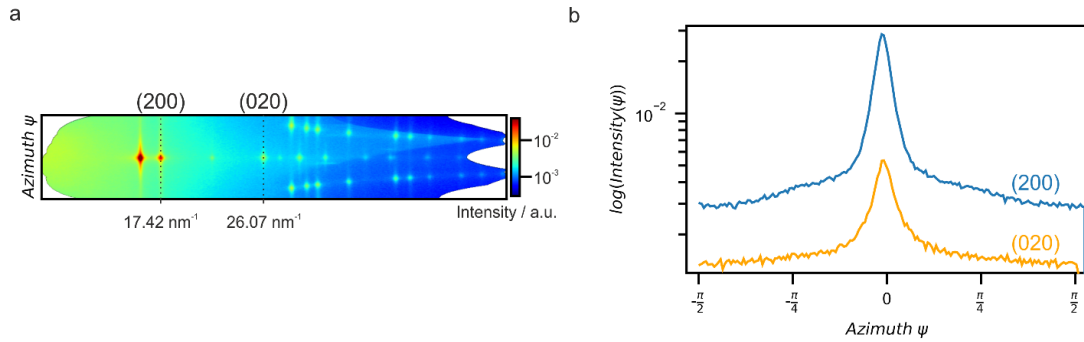 a
(200) (020)
Azimuth ψ
10⁻²
10⁻³
17.42 nm⁻¹ 26.07 nm⁻¹
Intensity / a.u.
b
log(Intensity(ψ))
10⁻²
(200)
(020)
-π/2 -π/4 0 π/4 π/2
Azimuth ψ